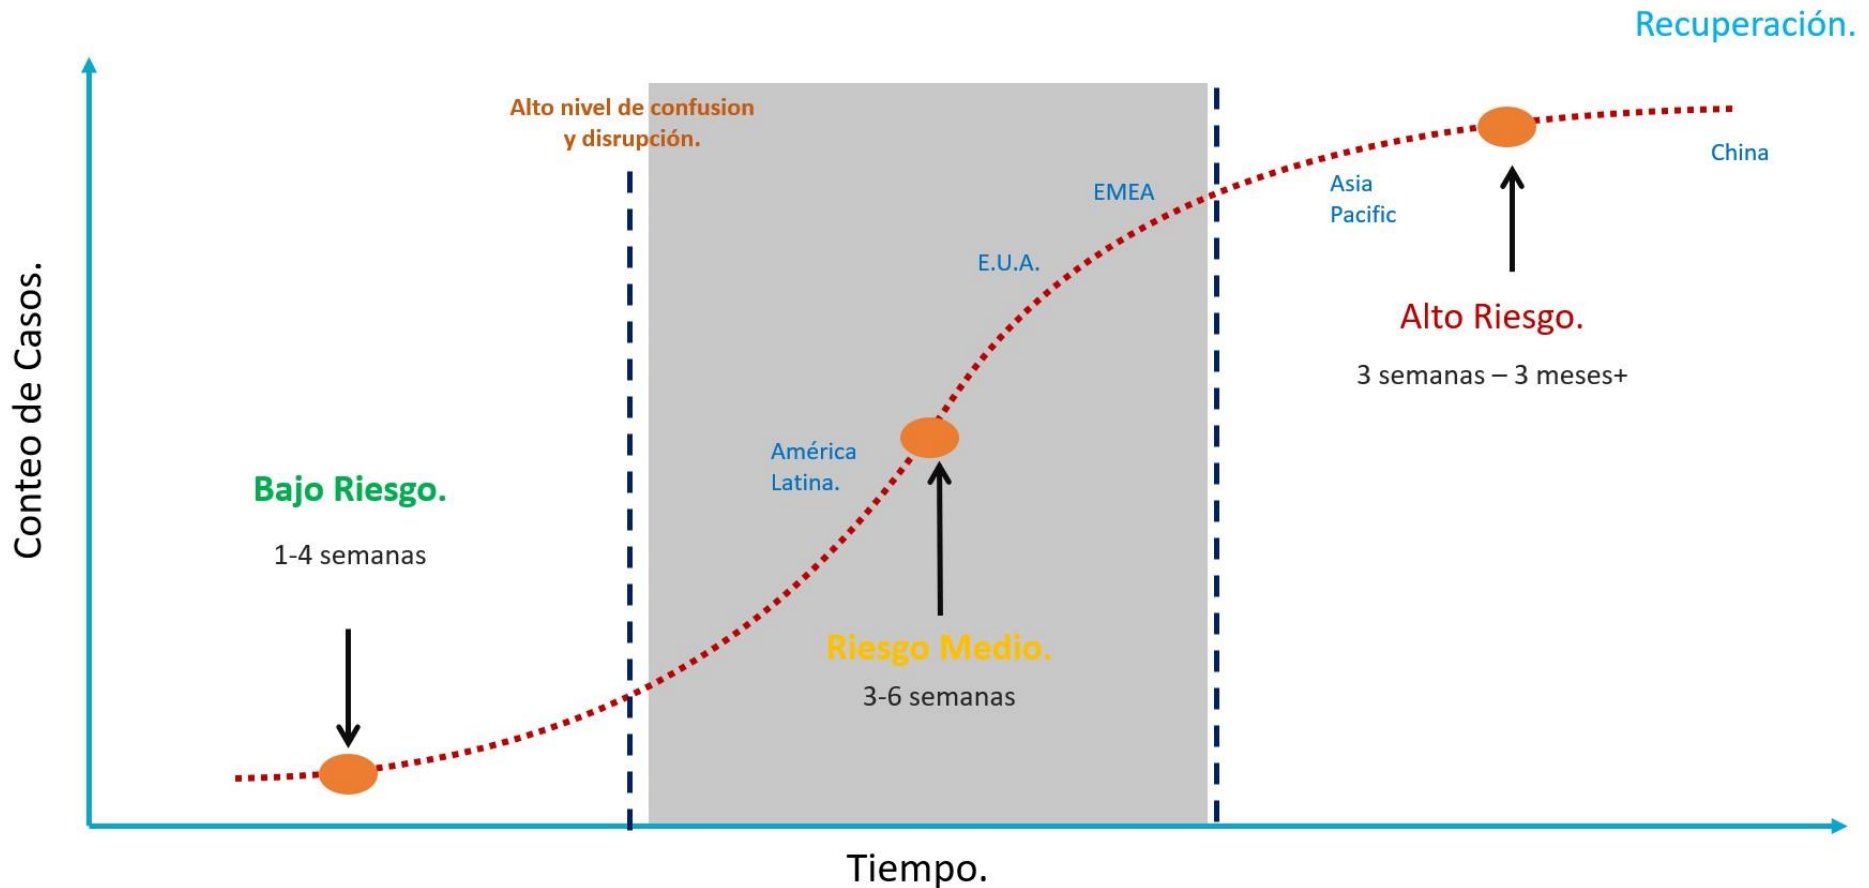 Recuperación.
Alto nivel de confusion
y disrupción.
EMEA
China
Asia
Pacific
E.U.A.
Alto Riesgo.
3 semanas – 3 meses+
América
Latina.
Bajo Riesgo.
1-4 semanas
Riesgo Medio.
3-6 semanas
Conteo de Casos.
Tiempo.